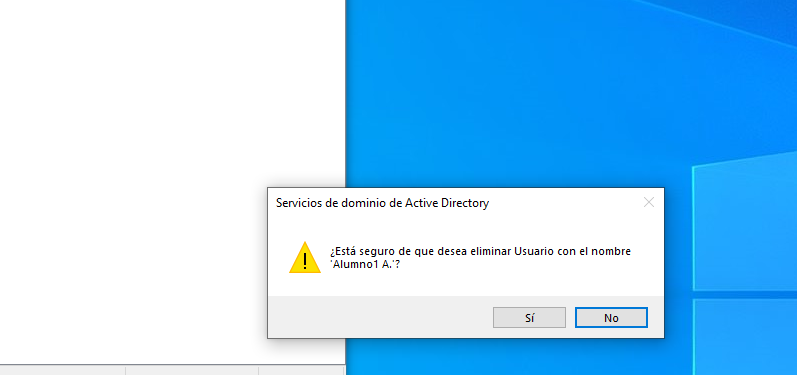 Servicios de dominio de Active Directory
¿Está seguro de que desea eliminar Usuario con el nombre
'Alumno1 A.'?
Sí
No